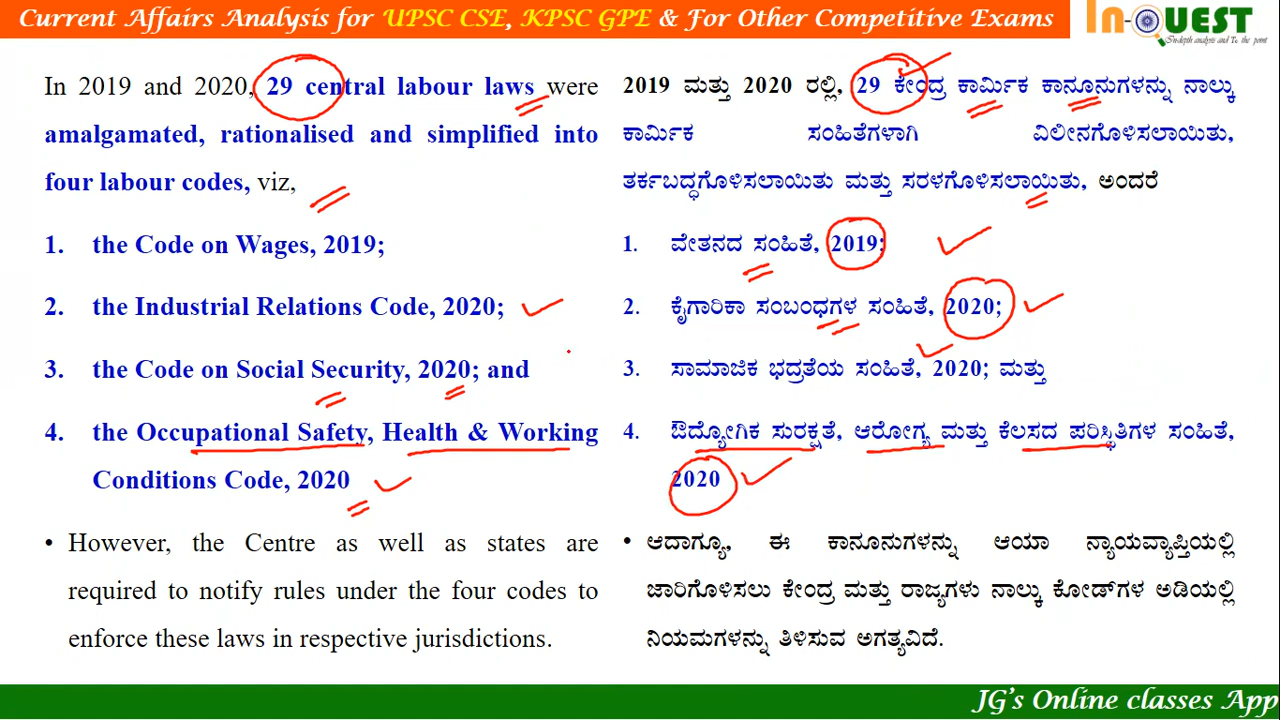 Current Affairs Analysis for UPSC CSE, KPSC GPE & For Other Competitive Exams
In-QUEST
In-depth analysis and To the point
In 2019 and 2020, 29 central labour laws were
amalgamated, rationalised and simplified into
four labour codes, viz,
1. the Code on Wages, 2019;
2. the Industrial Relations Code, 2020;
3. the Code on Social Security, 2020; and
4. the Occupational Safety, Health & Working
Conditions Code, 2020
• However, the Centre as well as states are
required to notify rules under the four codes to
enforce these laws in respective jurisdictions.
2019 ಮತ್ತು 2020 ರಲ್ಲಿ, 29 ಕೇಂದ್ರ ಕಾರ್ಮಿಕ ಕಾನೂನುಗಳನ್ನು ನಾಲ್ಕು
ಕಾರ್ಮಿಕ ಸಂಹಿತೆಗಳಾಗಿ ವಿಲೀನಗೊಳಿಸಲಾಯಿತು,
ತರ್ಕಬದ್ಧಗೊಳಿಸಲಾಯಿತು ಮತ್ತು ಸರಳಗೊಳಿಸಲಾಯಿತು, ಅಂದರೆ
1. ವೇತನದ ಸಂಹಿತೆ, 2019;
2. ಕೈಗಾರಿಕಾ ಸಂಬಂಧಗಳ ಸಂಹಿತೆ, 2020;
3. ಸಾಮಾಜಿಕ ಭದ್ರತೆಯ ಸಂಹಿತೆ, 2020; ಮತ್ತು
4. ಔದ್ಯೋಗಿಕ ಸುರಕ್ಷತೆ, ಆರೋಗ್ಯ ಮತ್ತು ಕೆಲಸದ ಪರಿಸ್ಥಿತಿಗಳ ಸಂಹಿತೆ,
2020
• ಆದಾಗ್ಯೂ, ಈ ಕಾನೂನುಗಳನ್ನು ಆಯಾ ನ್ಯಾಯವ್ಯಾಪ್ತಿಯಲ್ಲಿ
ಜಾರಿಗೊಳಿಸಲು ಕೇಂದ್ರ ಮತ್ತು ರಾಜ್ಯಗಳು ನಾಲ್ಕು ಕೋಡ್‌ಗಳ ಅಡಿಯಲ್ಲಿ
ನಿಯಮಗಳನ್ನು ತಿಳಿಸುವ ಅಗತ್ಯವಿದೆ.
JG's Online classes App